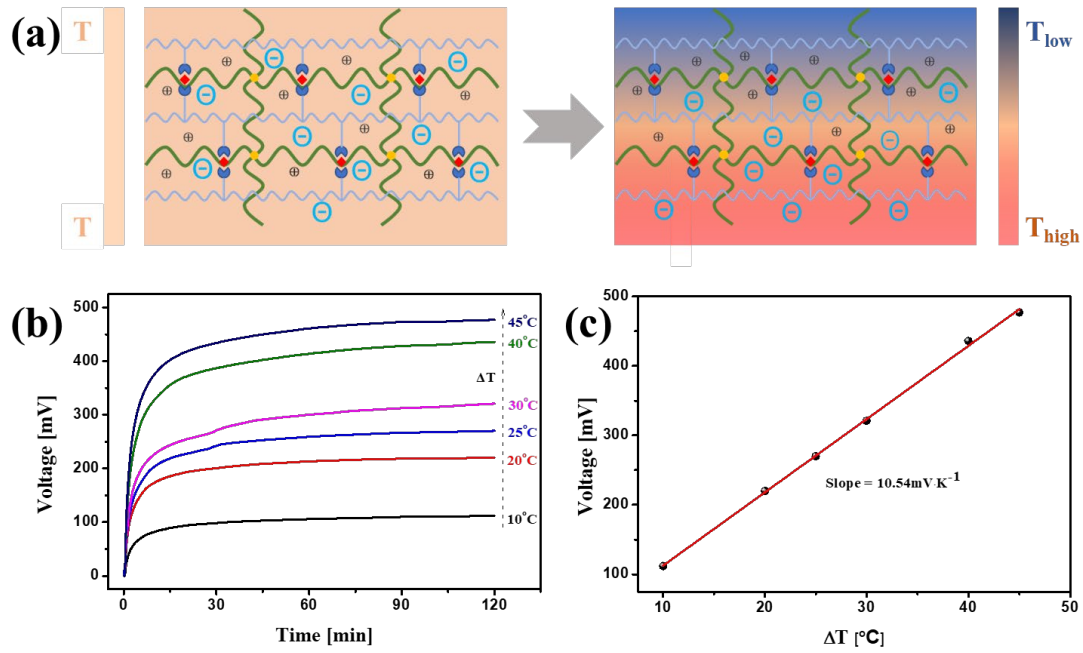 (a)
T
T
⊕
⊖
T_low
T_high
(b)
Voltage [mV]
500
400
300
200
100
0
0
30
60
90
120
Time [min]
45°C
40°C
ΔT
30°C
25°C
20°C
10°C
(c)
Voltage [mV]
500
400
300
200
100
10
20
30
40
50
ΔT [°C]
Slope = 10.54mV·K⁻¹